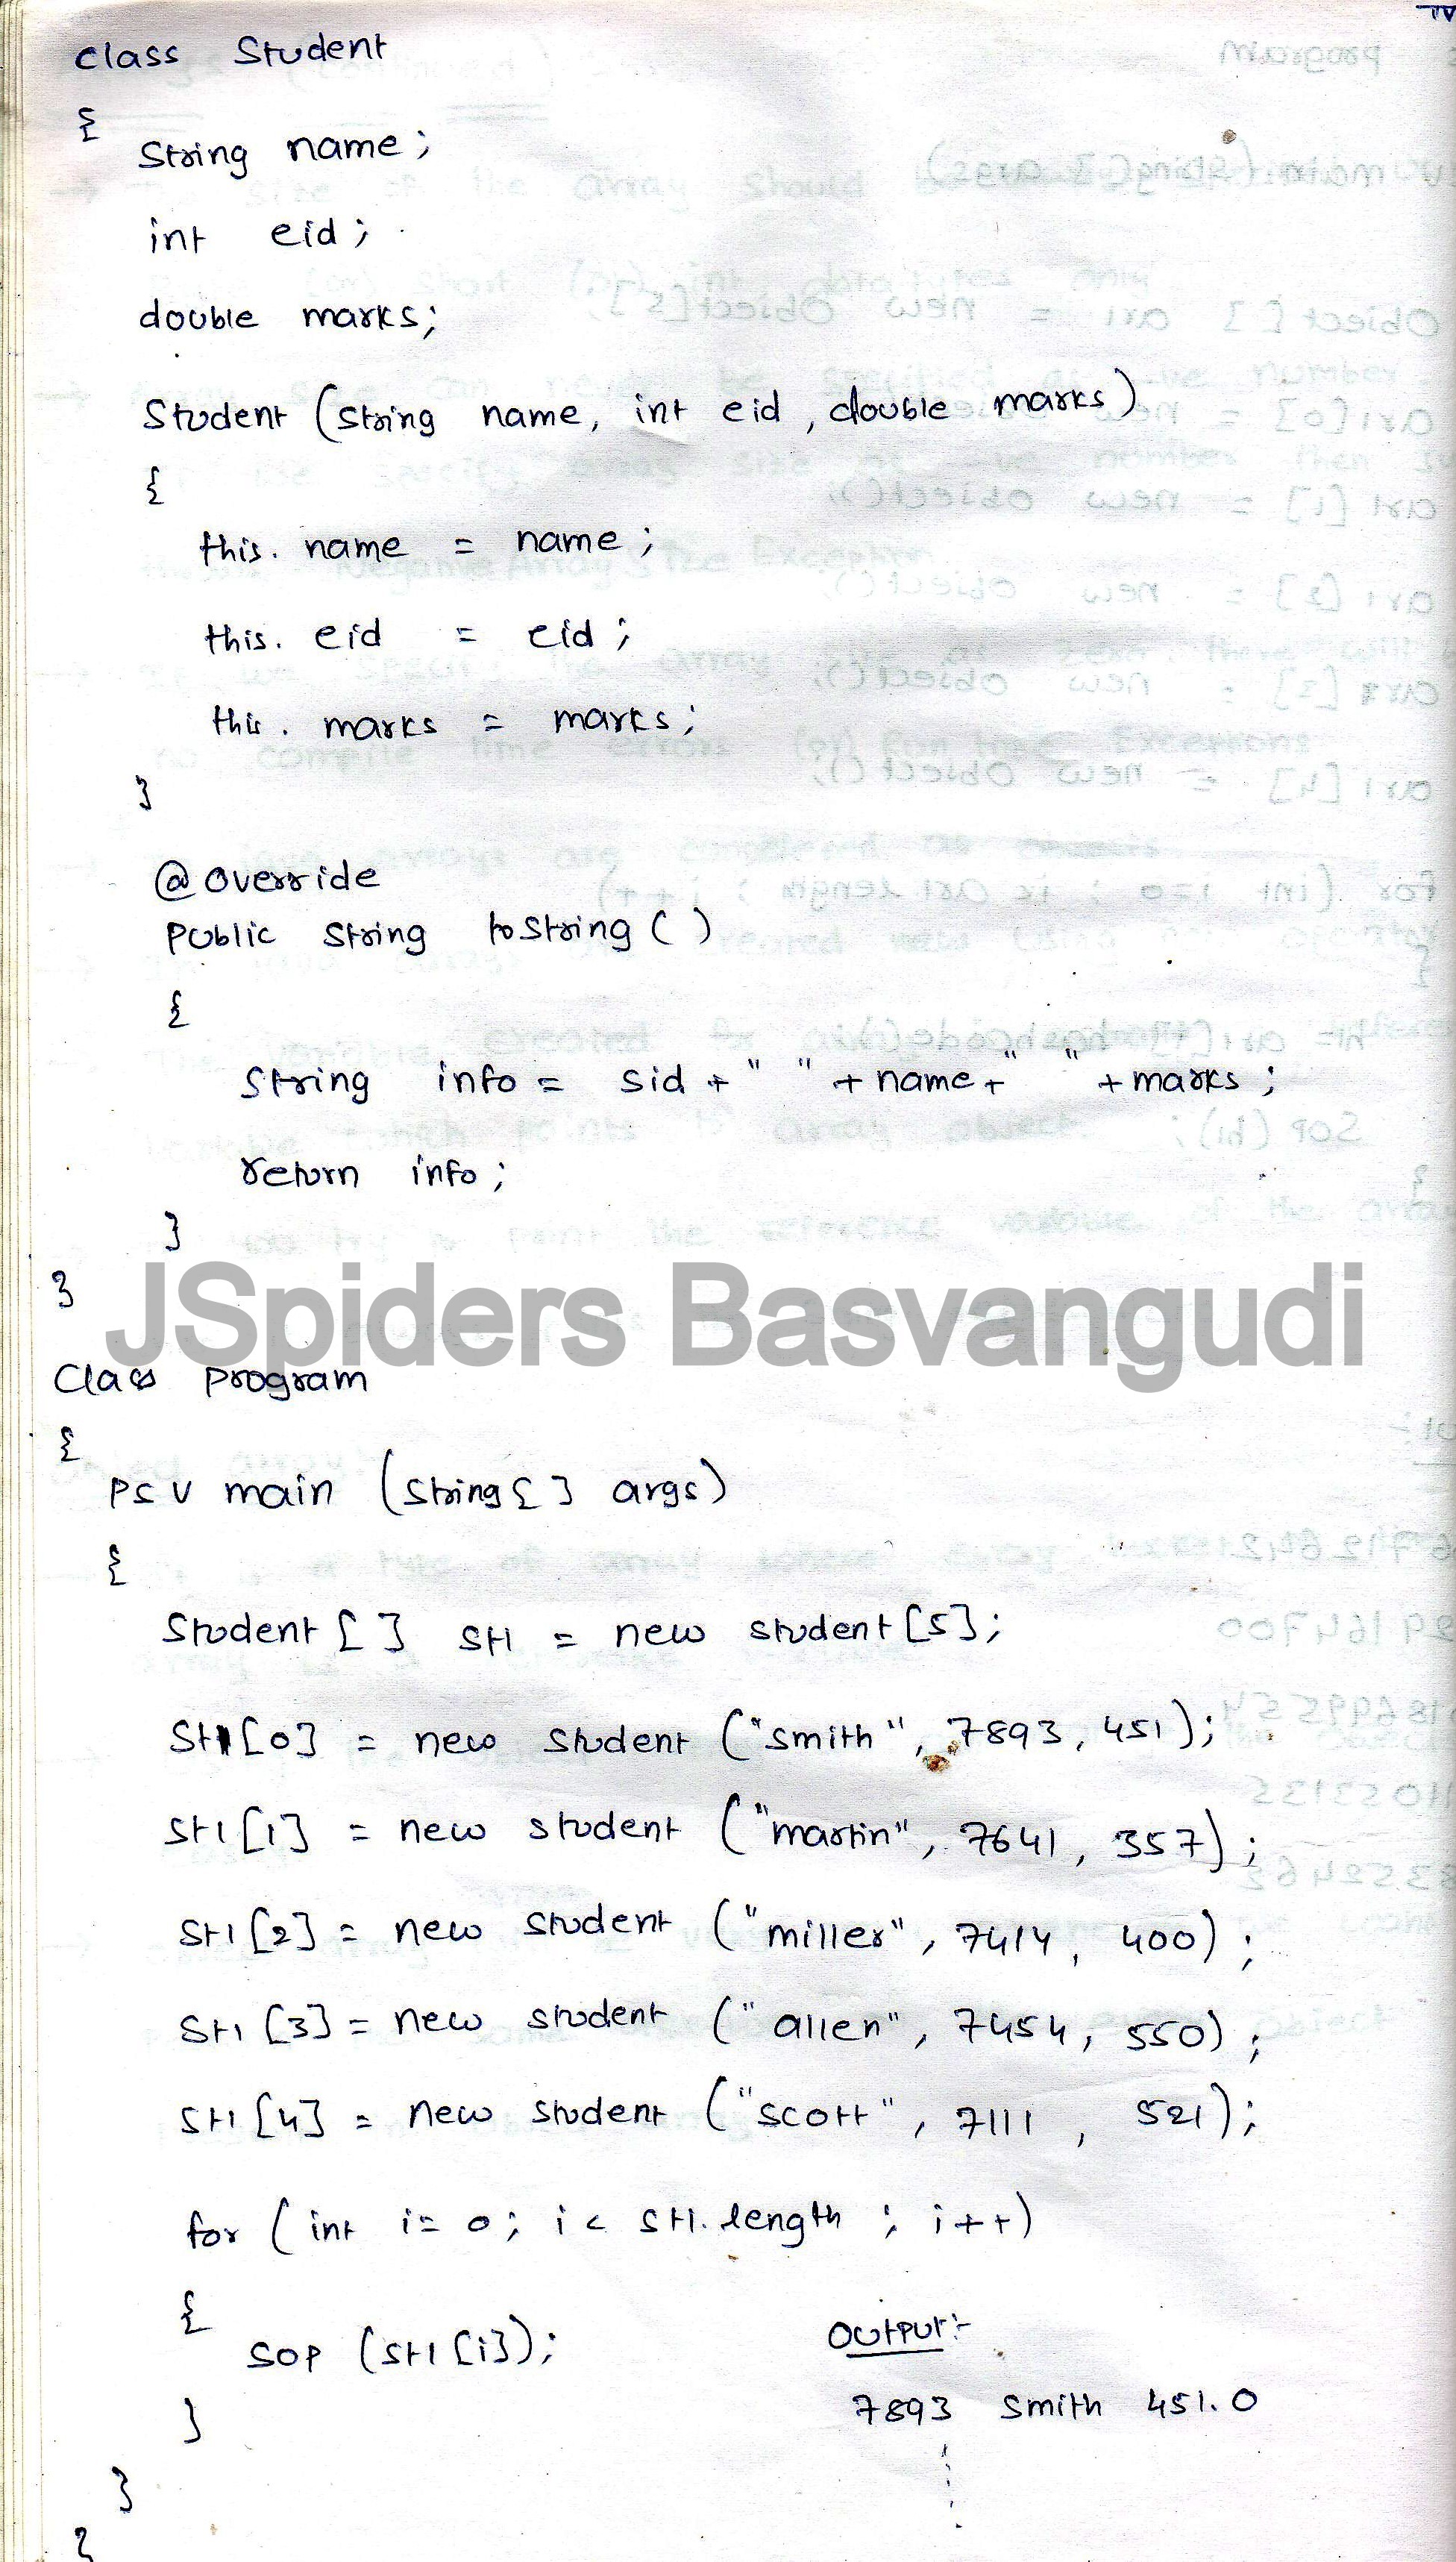 class Student
{
String name;
int eid;
double marks;
Student (String name, int eid, double marks)
{
this. name = name;
this. eid = eid;
this. marks = marks;
}
@override
Public String toString ( )
{
String info = sid + " " + name + " " + marks ;
return info ;
}
}
JSpiders Basvangudi
Class Program
{
PSV main (String[ ] args)
{
Student [ ] st1 = new student [5];
St1 [0] = new student ("smith", 7893, 451);
st1 [1] = new student ("martin", 7641, 357);
st1 [2] = new student ("miller", 7414, 400);
st1 [3] = new student ("allen", 7454, 550);
st1 [4] = new student ("scott", 7111, 521);
for (int i= 0; i < st1.length ; i++)
{
SOP (st1 [i]);
}
Output:-
7893 Smith 451.0
}
}